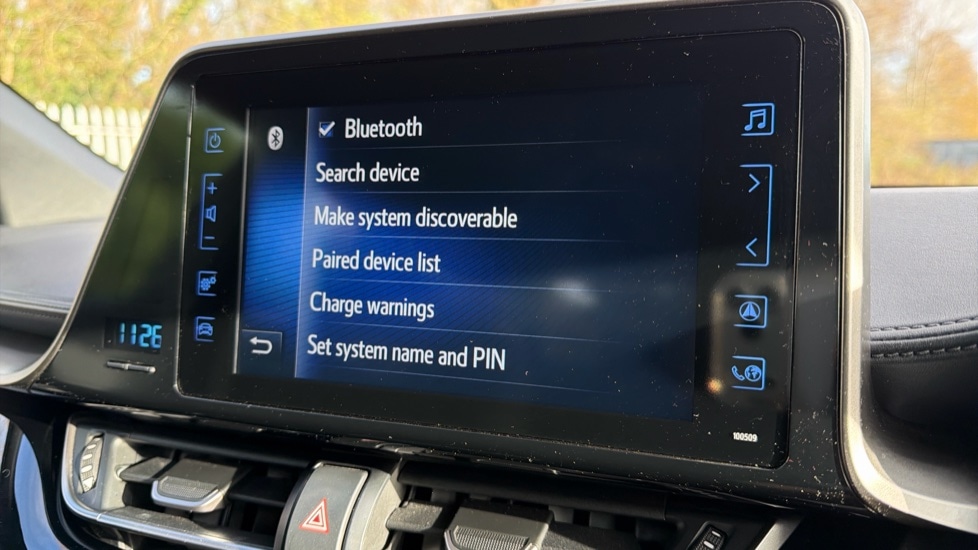 Bluetooth
Search device
Make system discoverable
Paired device list
Charge warnings
Set system name and PIN
1126
100509